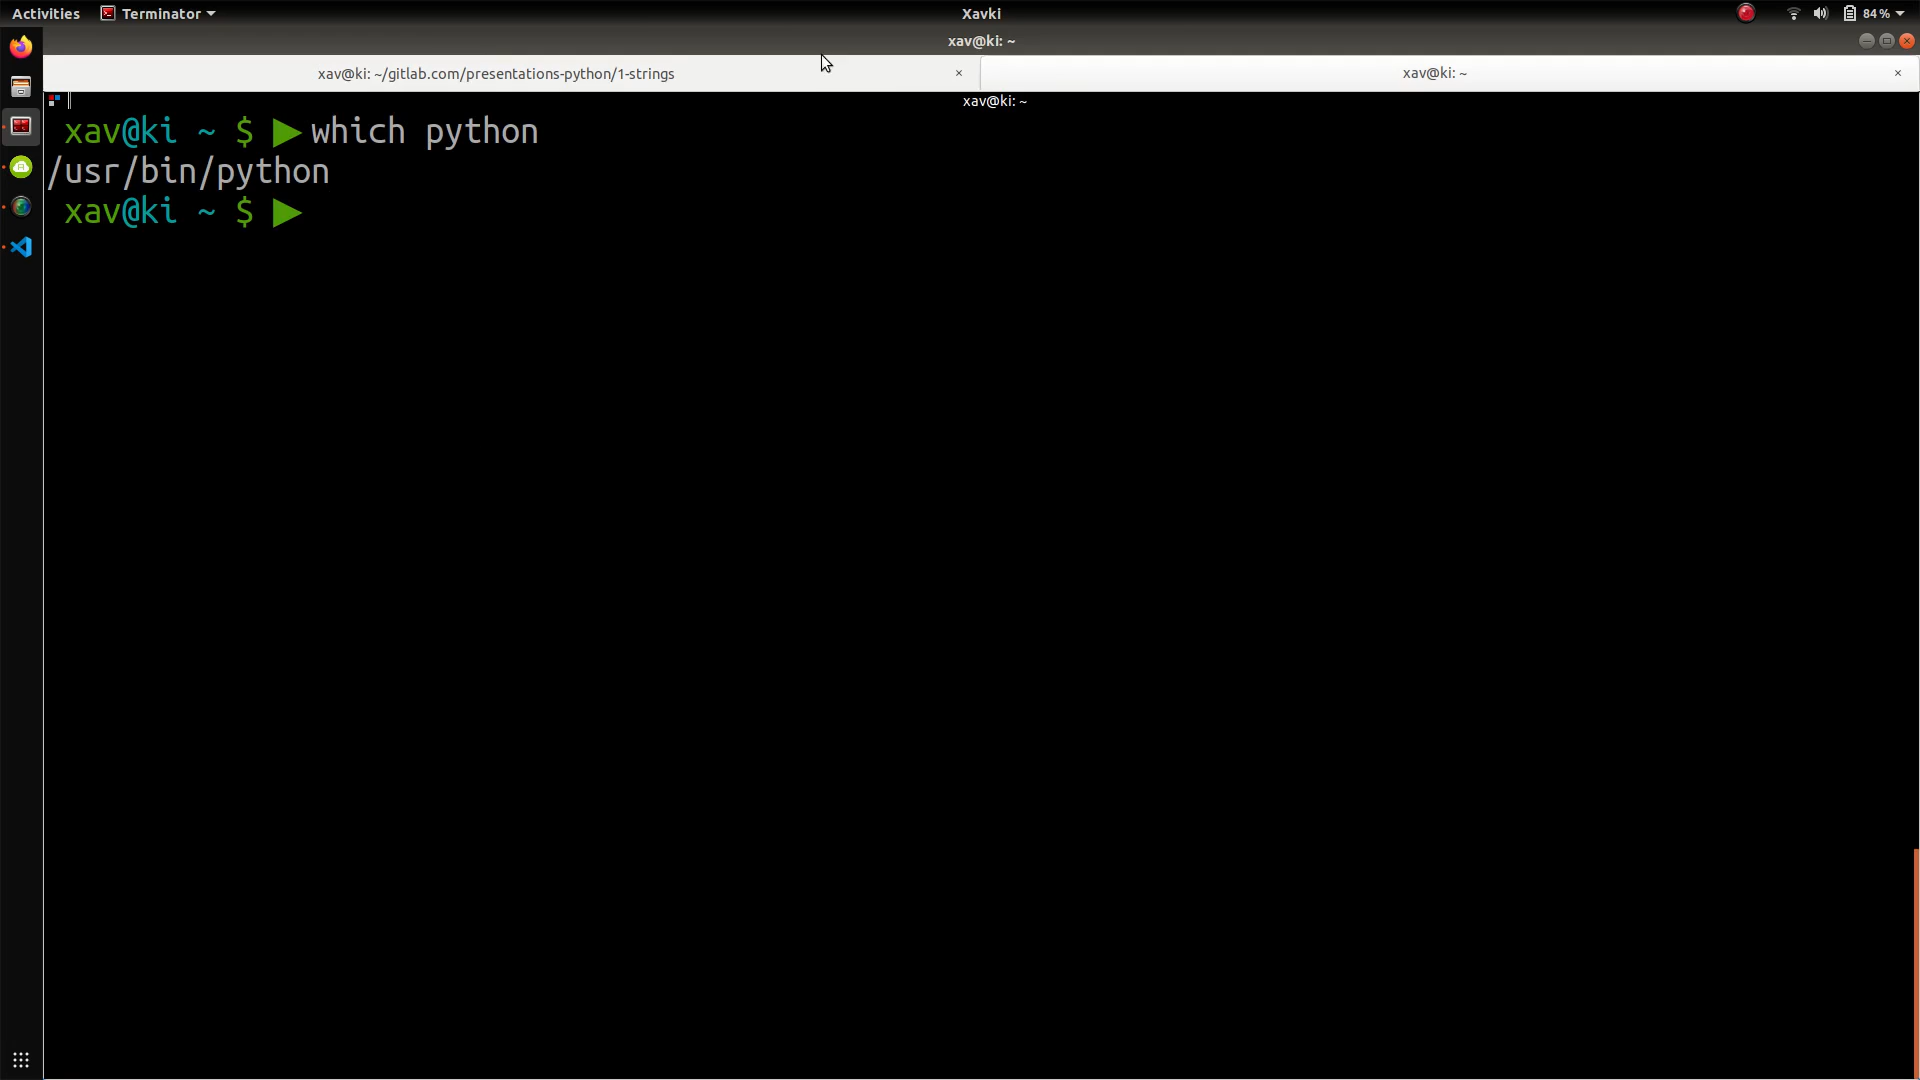 Activities Terminator Xavki 84%
xav@ki: ~
xav@ki: ~/gitlab.com/presentations-python/1-strings × xav@ki: ~ ×
xav@ki: ~
xav@ki ~ $ ▶ which python
/usr/bin/python
xav@ki ~ $ ▶